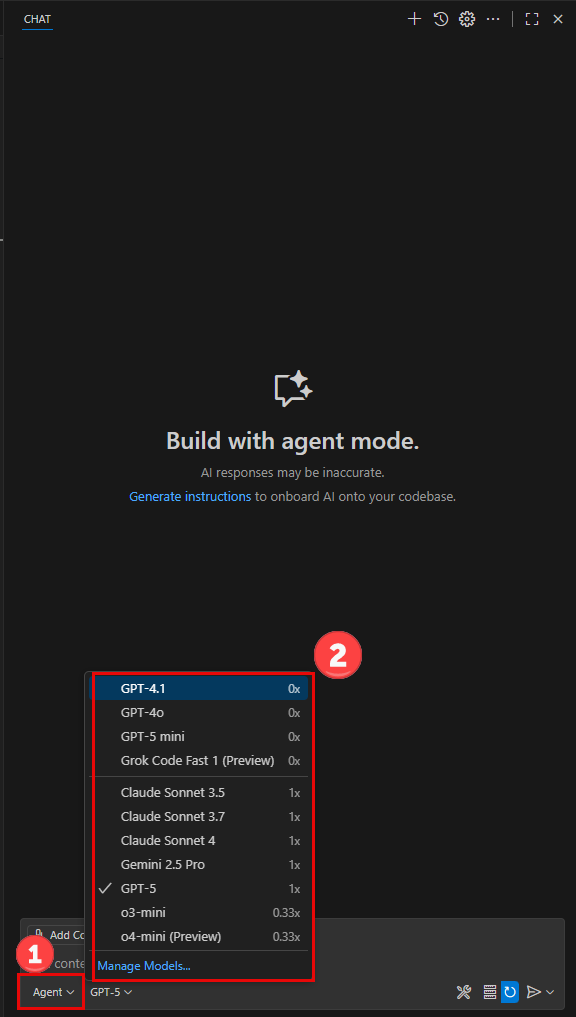 CHAT
Build with agent mode.
AI responses may be inaccurate.
Generate instructions to onboard AI onto your codebase.
2
GPT-4.1 0x
GPT-4o 0x
GPT-5 mini 0x
Grok Code Fast 1 (Preview) 0x
Claude Sonnet 3.5 1x
Claude Sonnet 3.7 1x
Claude Sonnet 4 1x
Gemini 2.5 Pro 1x
GPT-5 1x
o3-mini 0.33x
o4-mini (Preview) 0.33x
Manage Models...
Add Co
1
conte
Agent GPT-5